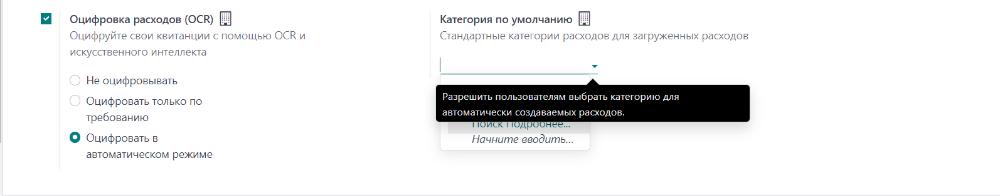 Оцифровка расходов (OCR)
Оцифруйте свои квитанции с помощью OCR и
искусственного интеллекта
Не оцифровывать
Оцифровать только по
требованию
Оцифровать в
автоматическом режиме
Категория по умолчанию
Стандартные категории расходов для загруженных расходов
Разрешить пользователям выбрать категорию для
автоматически создаваемых расходов.
Поиск Подробнее...
Начните вводить...